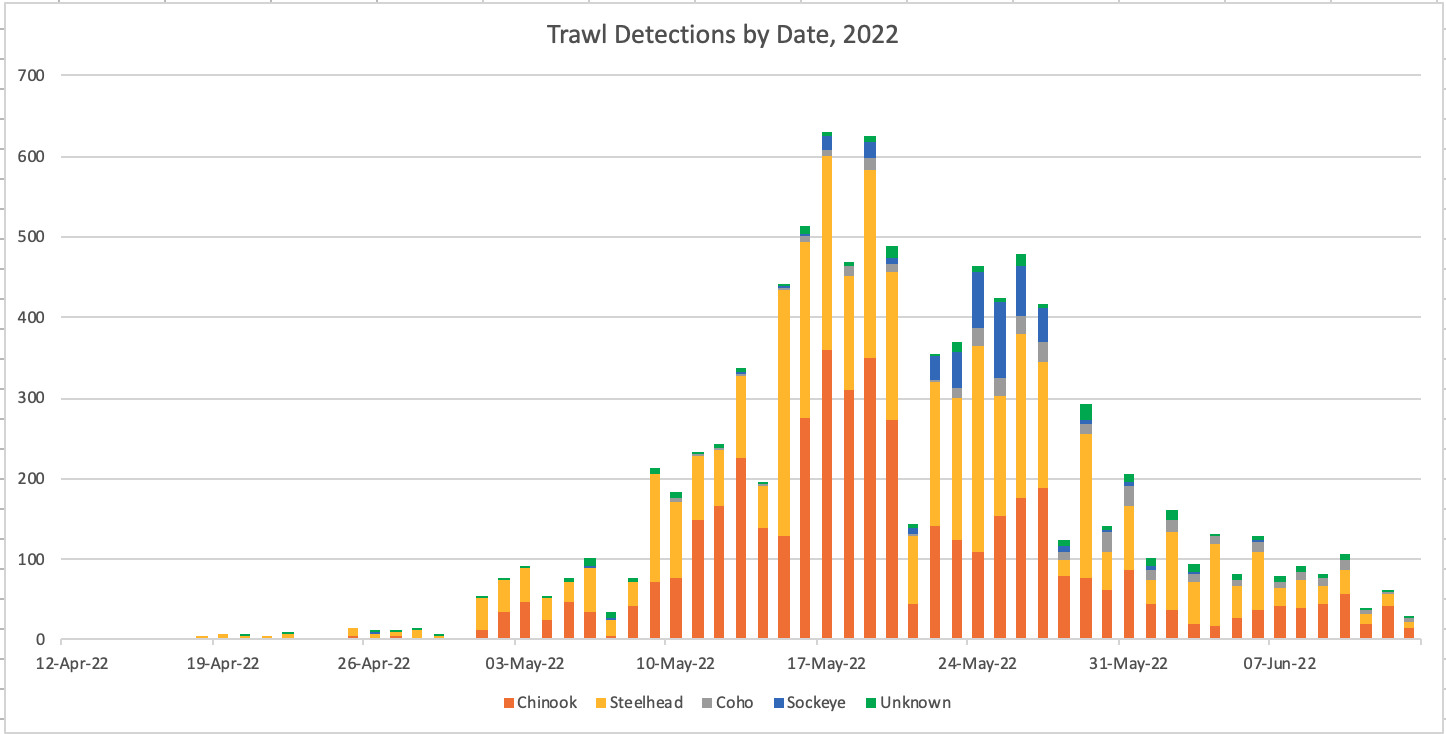 Trawl Detections by Date, 2022
700
600
500
400
300
200
100
0
12-Apr-22 19-Apr-22 26-Apr-22 03-May-22 10-May-22 17-May-22 24-May-22 31-May-22 07-Jun-22
Chinook Steelhead Coho Sockeye Unknown